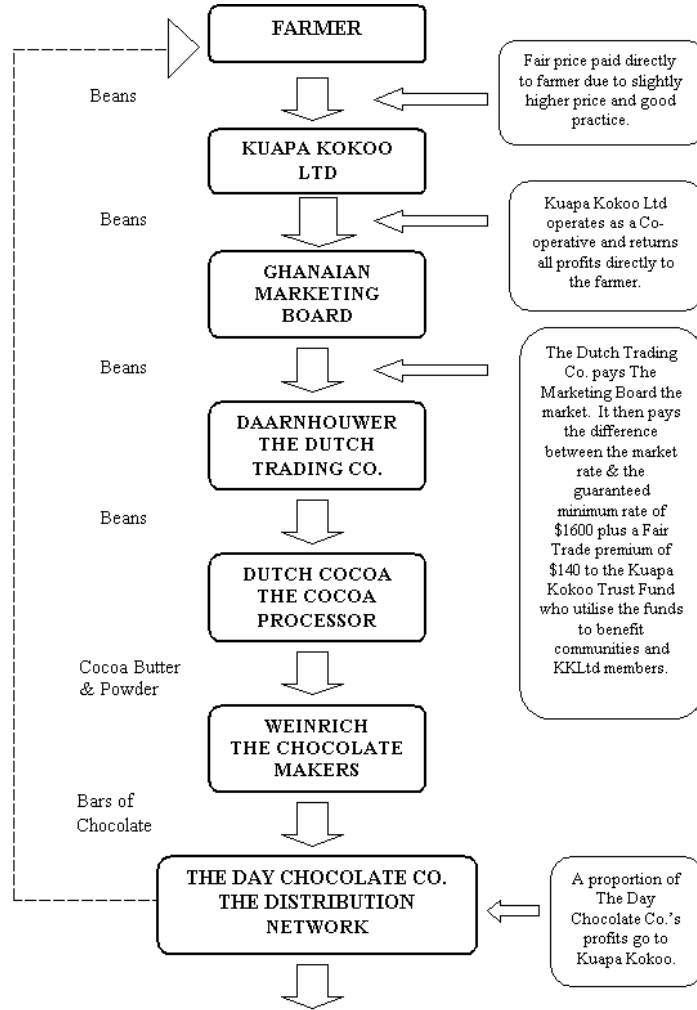 FARMER
Fair price paid directly
to farmer due to slightly
higher price and good
practice.
Beans
KUAPA KOKOO
LTD
Kuapa Kokoo Ltd
operates as a Co-
operative and returns
all profits directly to
the farmer.
Beans
GHANAIAN
MARKETING
BOARD
The Dutch Trading
Co. pays The
Marketing Board the
market. It then pays
the difference
between the market
rate & the
guaranteed
minimum rate of
$1600 plus a Fair
Trade premium of
$140 to the Kuapa
Kokoo Trust Fund
who utilise the funds
to benefit
communities and
KKLtd members.
Beans
DAARNHOUWER
THE DUTCH
TRADING CO.
Beans
DUTCH COCOA
THE COCOA
PROCESSOR
Cocoa Butter
& Powder
WEINRICH
THE CHOCOLATE
MAKERS
Bars of
Chocolate
THE DAY CHOCOLATE CO.
THE DISTRIBUTION
NETWORK
A proportion of
The Day
Chocolate Co.'s
profits go to
Kuapa Kokoo.